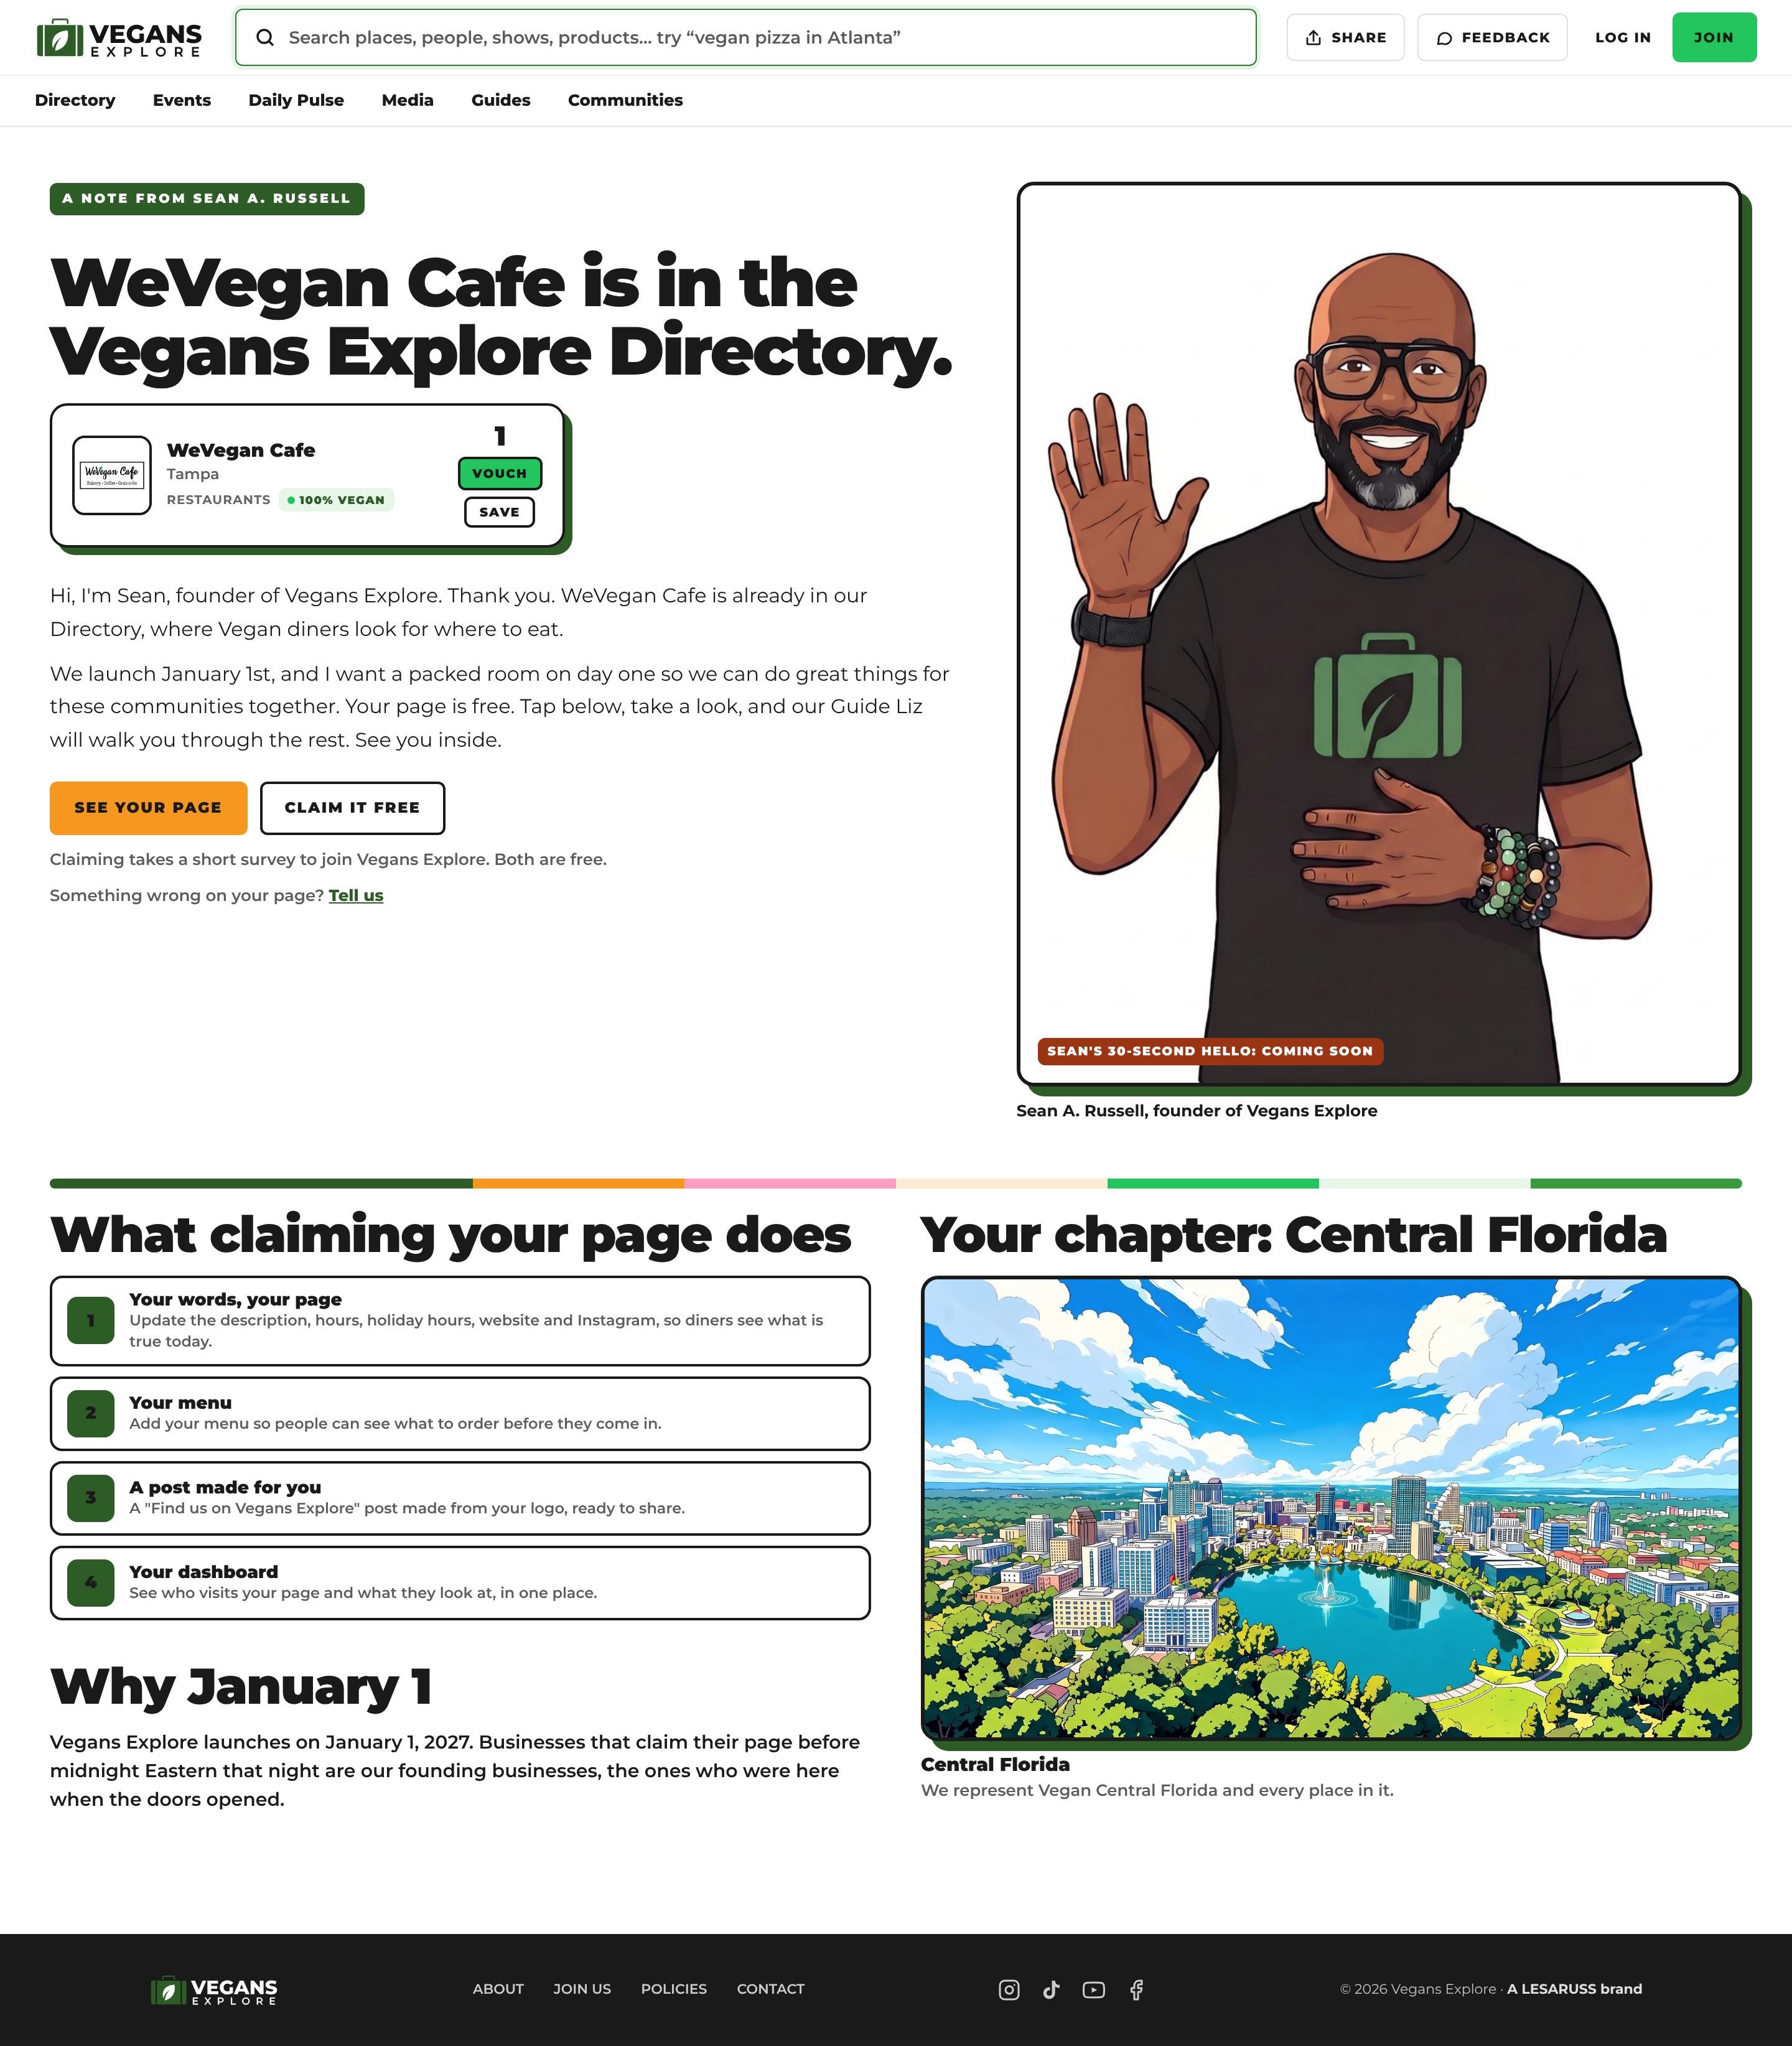 VEGANS
EXPLORE
Search places, people, shows, products... try “vegan pizza in Atlanta”
SHARE
FEEDBACK
LOG IN
JOIN
Directory
Events
Daily Pulse
Media
Guides
Communities
A NOTE FROM SEAN A. RUSSELL
WeVegan Cafe is in the
Vegans Explore Directory.
WeVegan Cafe
Bakery • Coffee • Grab n Go
WeVegan Cafe
Tampa
RESTAURANTS
100% VEGAN
1
VOUCH
SAVE
Hi, I'm Sean, founder of Vegans Explore. Thank you. WeVegan Cafe is already in our
Directory, where Vegan diners look for where to eat.
We launch January 1st, and I want a packed room on day one so we can do great things for
these communities together. Your page is free. Tap below, take a look, and our Guide Liz
will walk you through the rest. See you inside.
SEE YOUR PAGE
CLAIM IT FREE
Claiming takes a short survey to join Vegans Explore. Both are free.
Something wrong on your page? Tell us
SEAN'S 30-SECOND HELLO: COMING SOON
Sean A. Russell, founder of Vegans Explore
What claiming your page does
1
Your words, your page
Update the description, hours, holiday hours, website and Instagram, so diners see what is
true today.
2
Your menu
Add your menu so people can see what to order before they come in.
3
A post made for you
A "Find us on Vegans Explore" post made from your logo, ready to share.
4
Your dashboard
See who visits your page and what they look at, in one place.
Why January 1
Vegans Explore launches on January 1, 2027. Businesses that claim their page before
midnight Eastern that night are our founding businesses, the ones who were here
when the doors opened.
Your chapter: Central Florida
Central Florida
We represent Vegan Central Florida and every place in it.
VEGANS
EXPLORE
ABOUT
JOIN US
POLICIES
CONTACT
© 2026 Vegans Explore · A LESARUSS brand